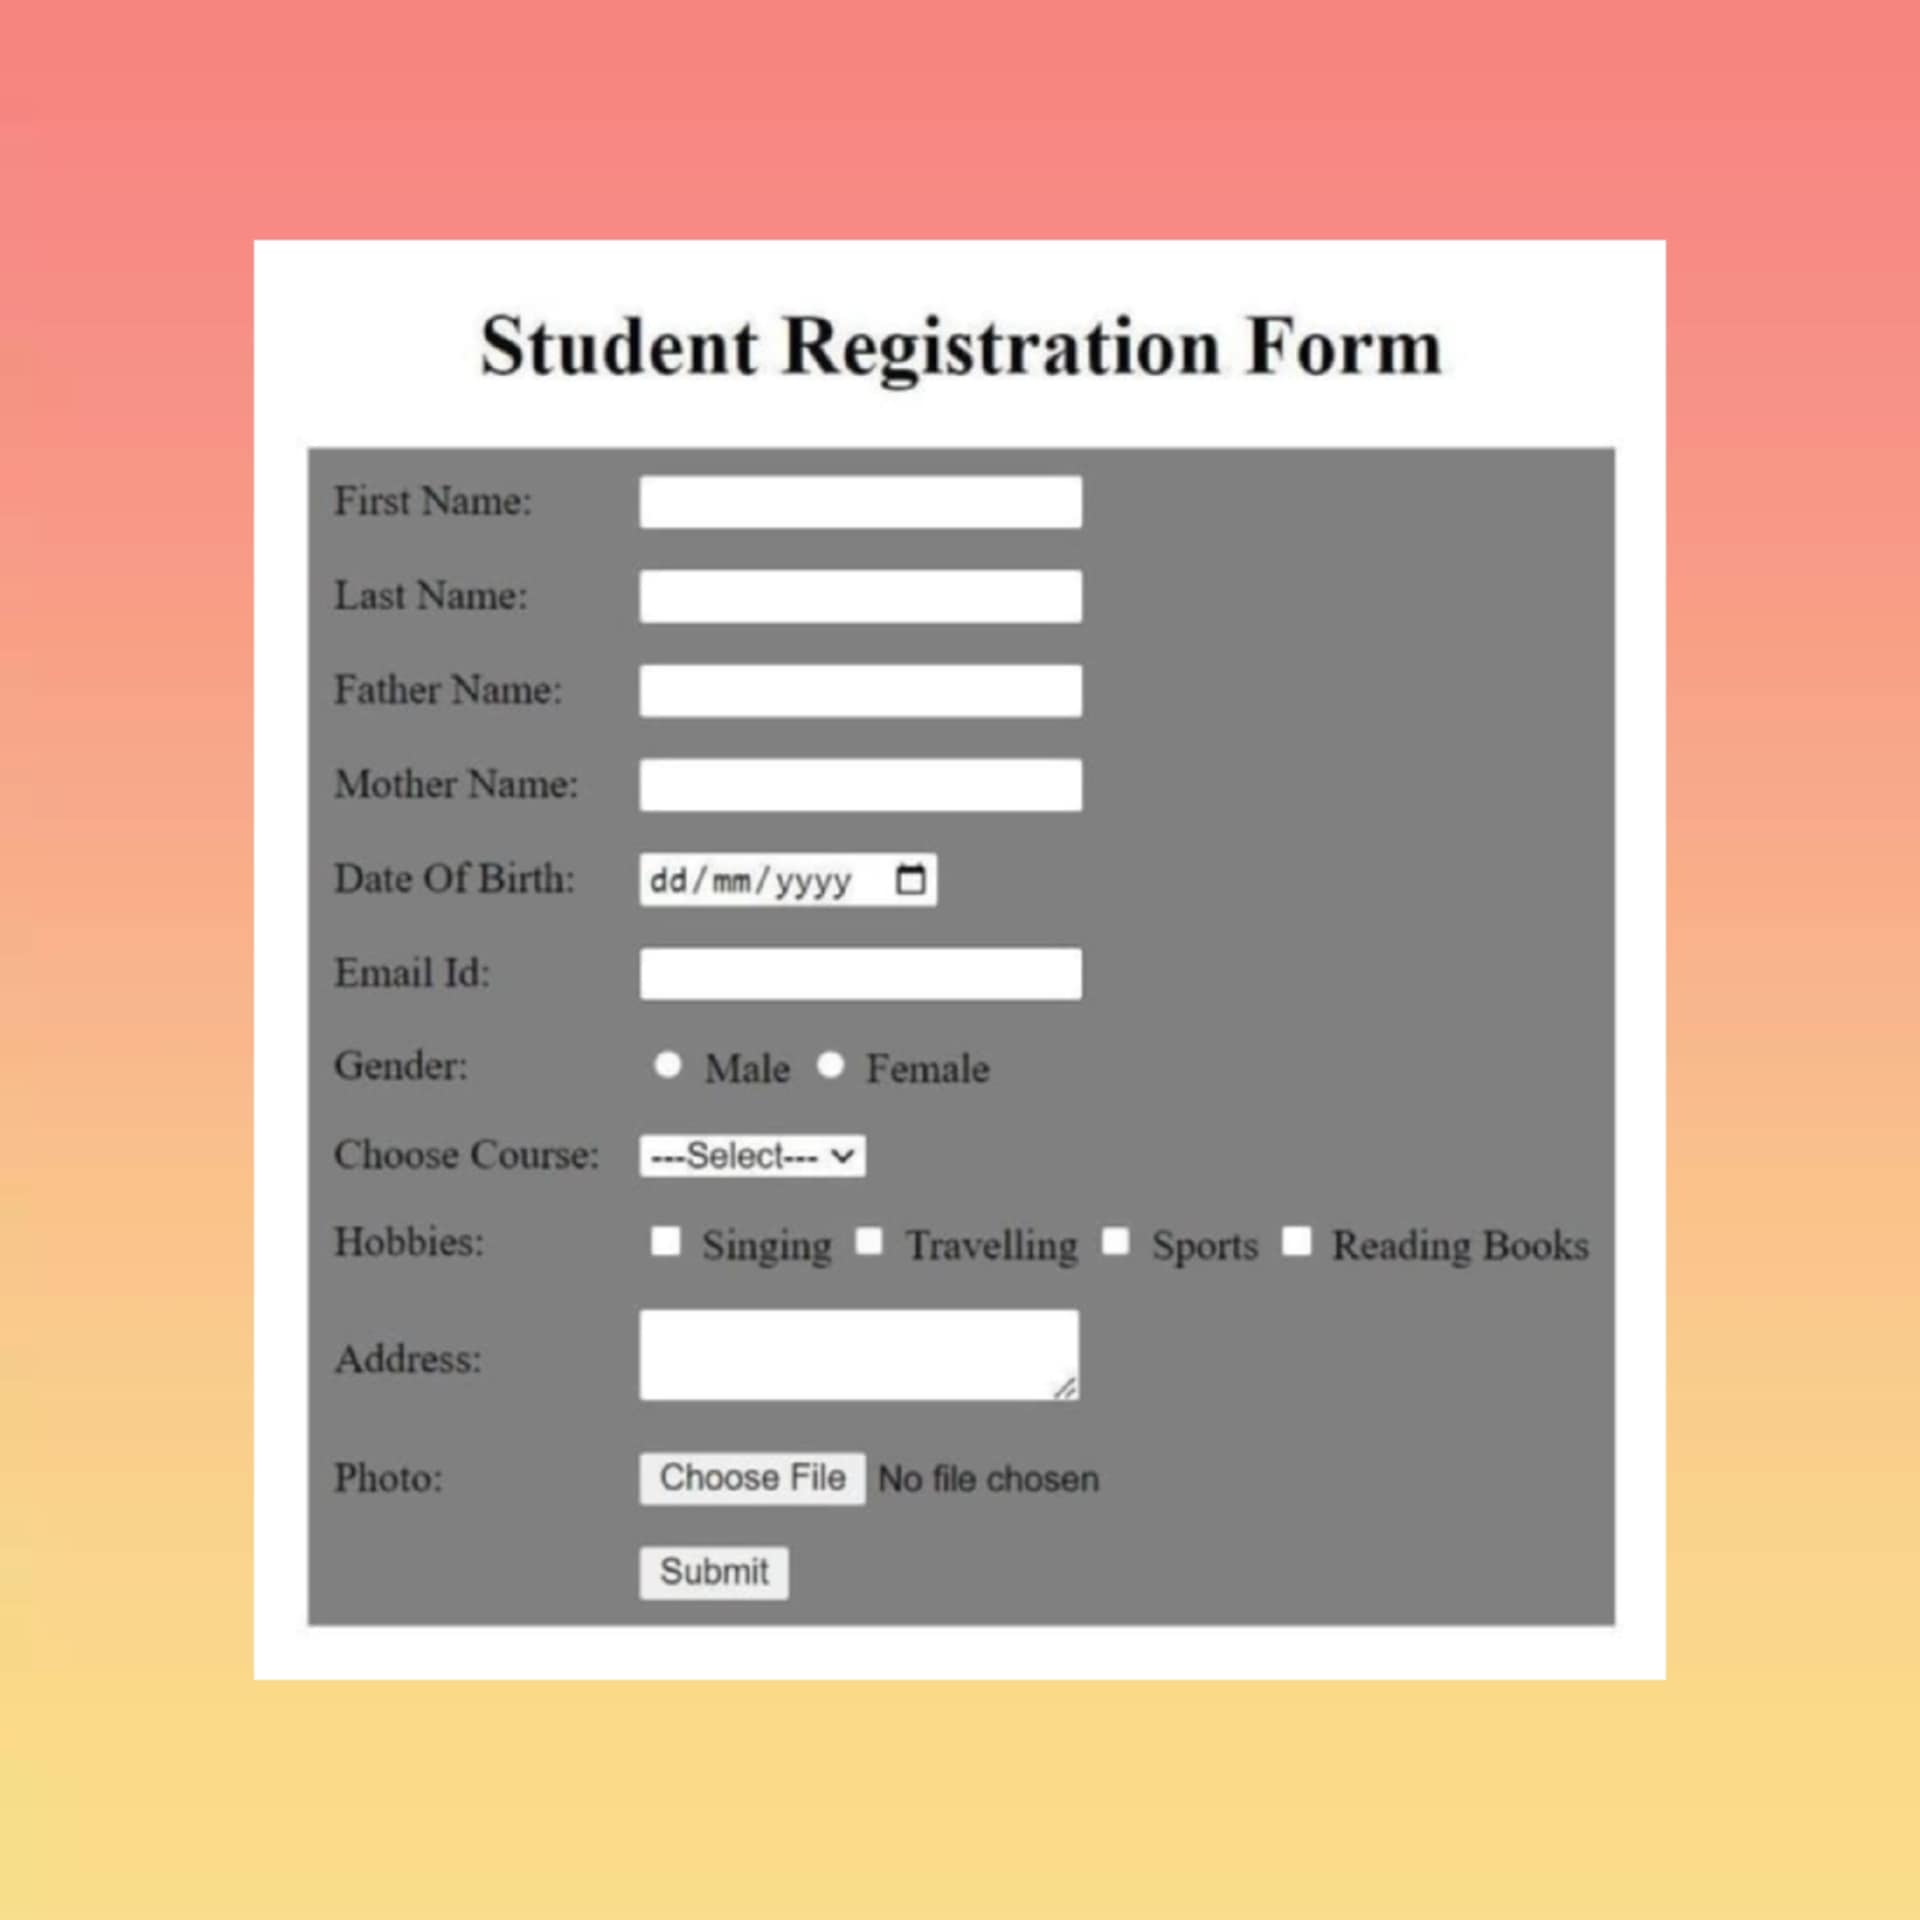 Student Registration Form
First Name:
Last Name:
Father Name:
Mother Name:
Date Of Birth: dd/mm/yyyy
Email Id:
Gender: Male Female
Choose Course: ---Select---
Hobbies: Singing Travelling Sports Reading Books
Address:
Photo: Choose File No file chosen
Submit